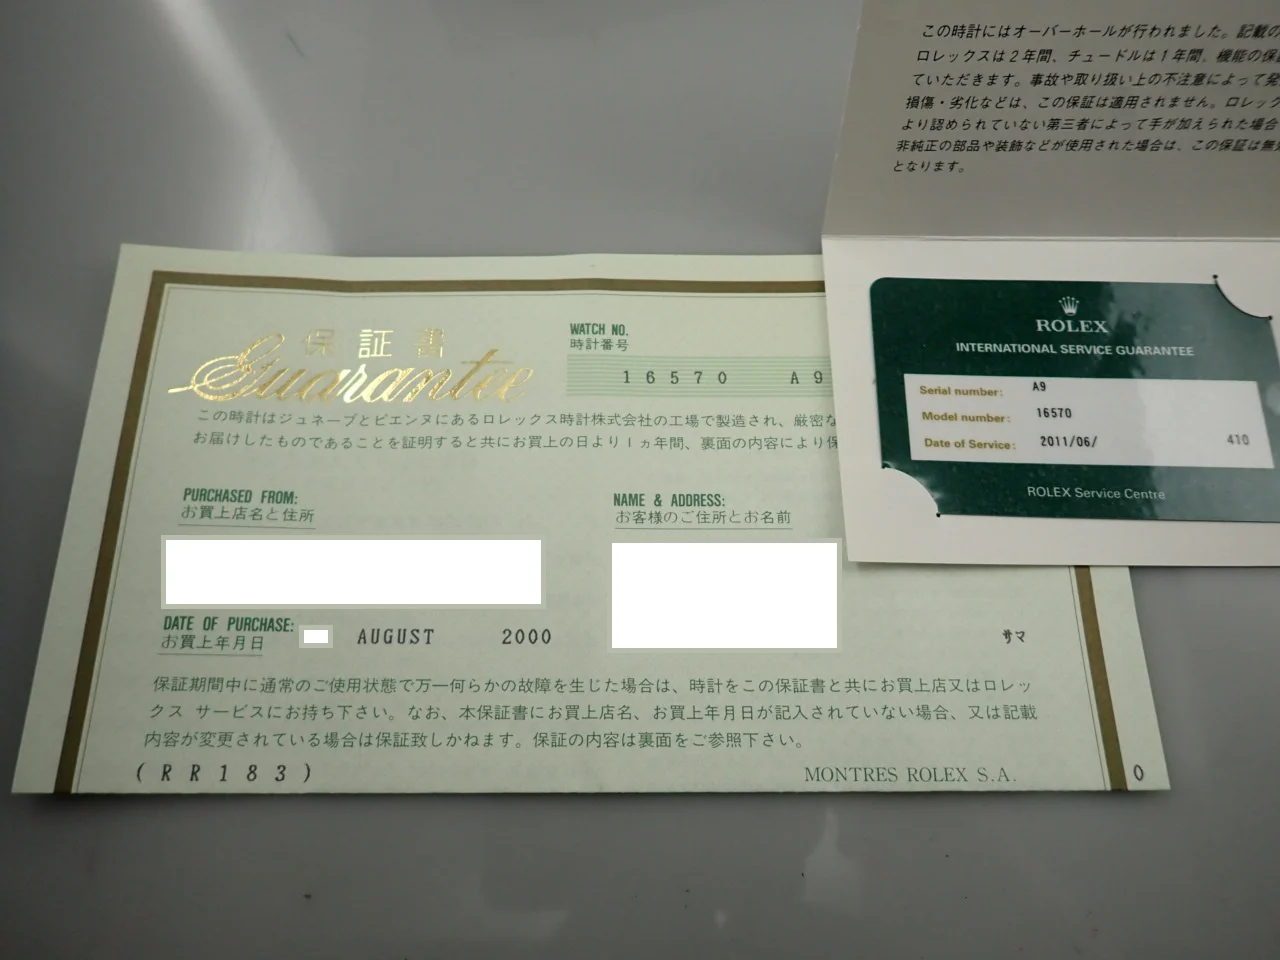 保証書
Guarantee
WATCH NO.
時計番号
16570 A9
この時計はジュネーブとビエンヌにあるロレックス時計株式会社の工場で製造され、厳密な
お届けしたものであることを証明すると共にお買上の日より1ヵ年間、裏面の内容により保
PURCHASED FROM:
お買上店名と住所
NAME & ADDRESS:
お客様のご住所とお名前
DATE OF PURCHASE:
お買上年月日
AUGUST 2000
サマ
保証期間中に通常のご使用状態で万一何らかの故障を生じた場合は、時計をこの保証書と共にお買上店又はロレッ
クス サービスにお持ち下さい。なお、本保証書にお買上店名、お買上年月日が記入されていない場合、又は記載
内容が変更されている場合は保証致しかねます。保証の内容は裏面をご参照下さい。
(RR183)
MONTRES ROLEX S.A.
0
この時計にはオーバーホールが行われました。記載の
ロレックスは2年間、チュードルは1年間、機能の保証
ていただきます。事故や取り扱い上の不注意によって発
損傷・劣化などは、この保証は適用されません。ロレック
より認められていない第三者によって手が加えられた場合
非純正の部品や装飾などが使用された場合は、この保証は無効
となります。
ROLEX
INTERNATIONAL SERVICE GUARANTEE
Serial number: A9
Model number: 16570
Date of Service: 2011/06/ 410
ROLEX Service Centre